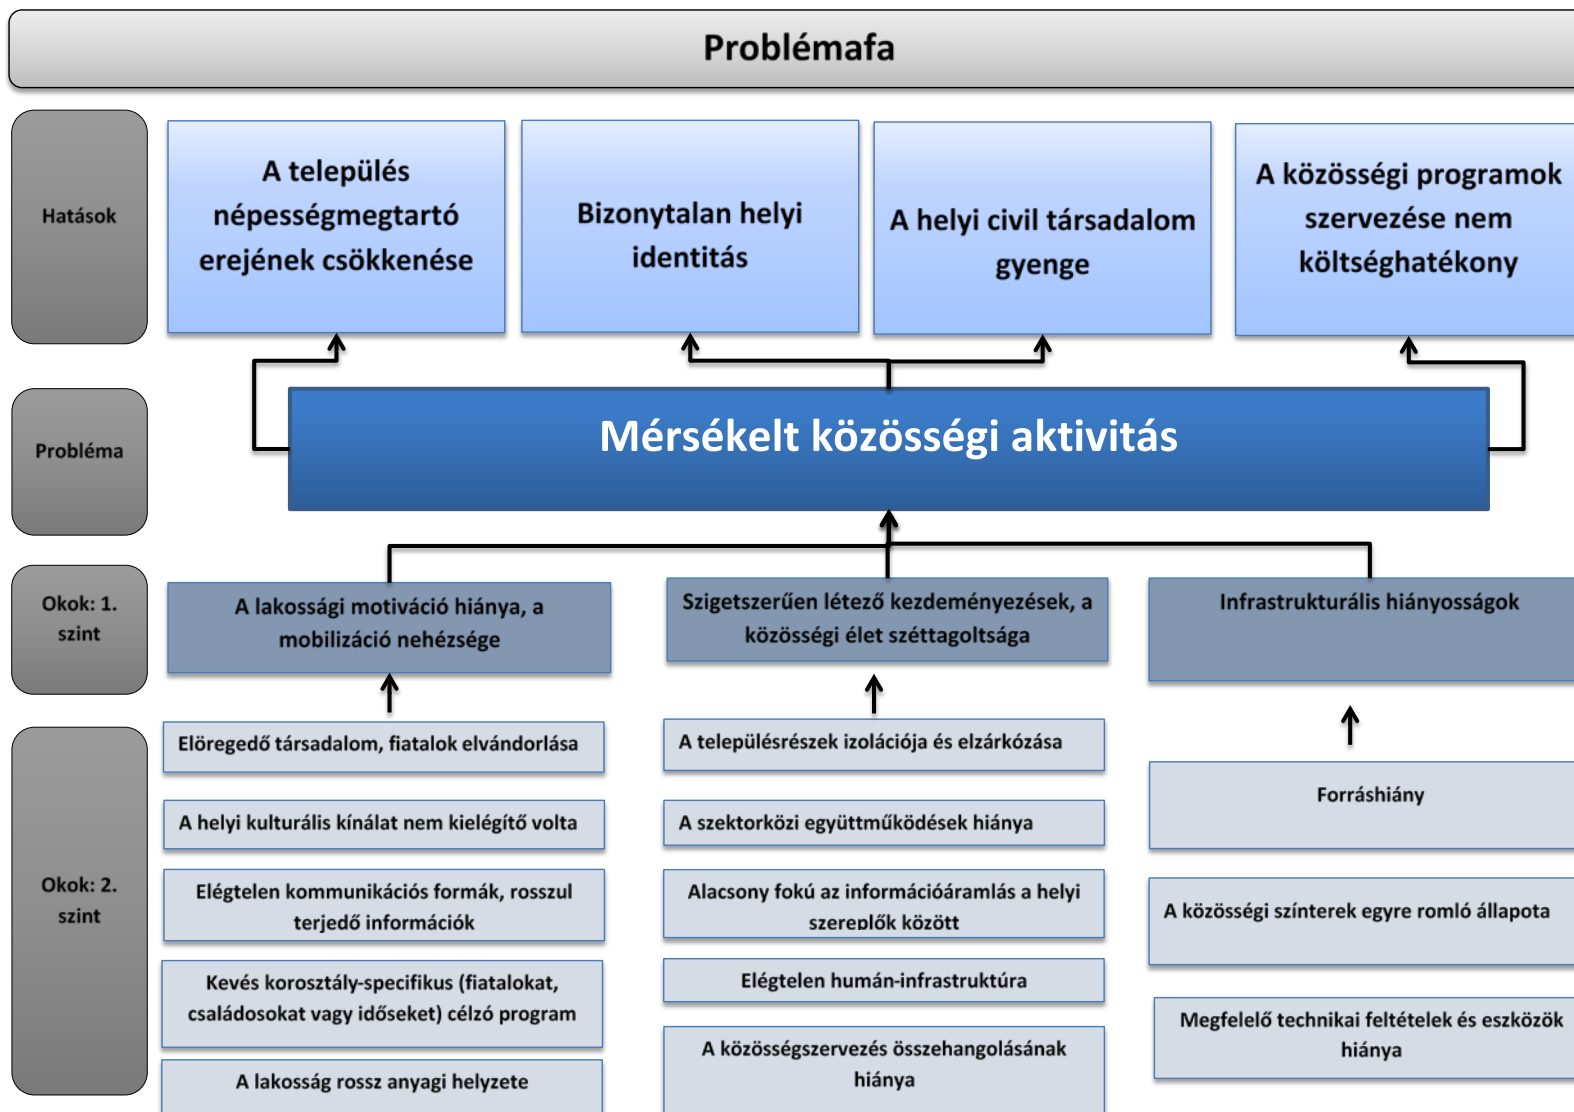 Problémafa
Hatások
A település
népességmegtartó
erejének csökkenése
Bizonytalan helyi
identitás
A helyi civil társadalom
gyenge
A közösségi programok
szervezése nem
költséghatékony
Probléma
Mérsékelt közösségi aktivitás
Okok: 1.
szint
A lakossági motiváció hiánya, a
mobilizáció nehézsége
Szigetszerűen létező kezdeményezések, a
közösségi élet széttagoltsága
Infrastrukturális hiányosságok
Okok: 2.
szint
Elöregedő társadalom, fiatalok elvándorlása
A helyi kulturális kínálat nem kielégítő volta
Elégtelen kommunikációs formák, rosszul
terjedő információk
Kevés korosztály-specifikus (fiatalokat,
családosokat vagy időseket) célzó program
A lakosság rossz anyagi helyzete
A településrészek izolációja és elzárkózása
A szektorközi együttműködések hiánya
Alacsony fokú az információáramlás a helyi
szereplők között
Elégtelen humán-infrastruktúra
A közösségszervezés összehangolásának
hiánya
Forráshiány
A közösségi színterek egyre romló állapota
Megfelelő technikai feltételek és eszközök
hiánya